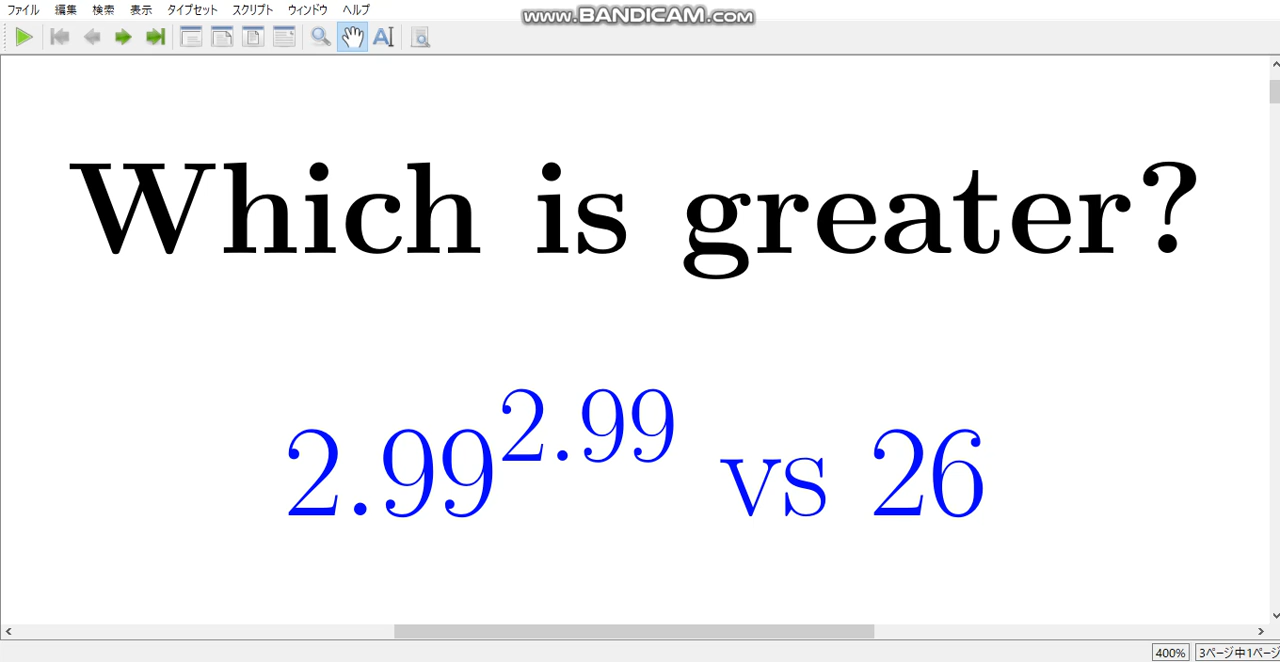 ファイル 編集 検索 表示 タイプセット スクリプト ウィンドウ ヘルプ
www.BANDICAM.com
Which is greater?
2.99^2.99 vs 26
400% 3ページ中1ページ